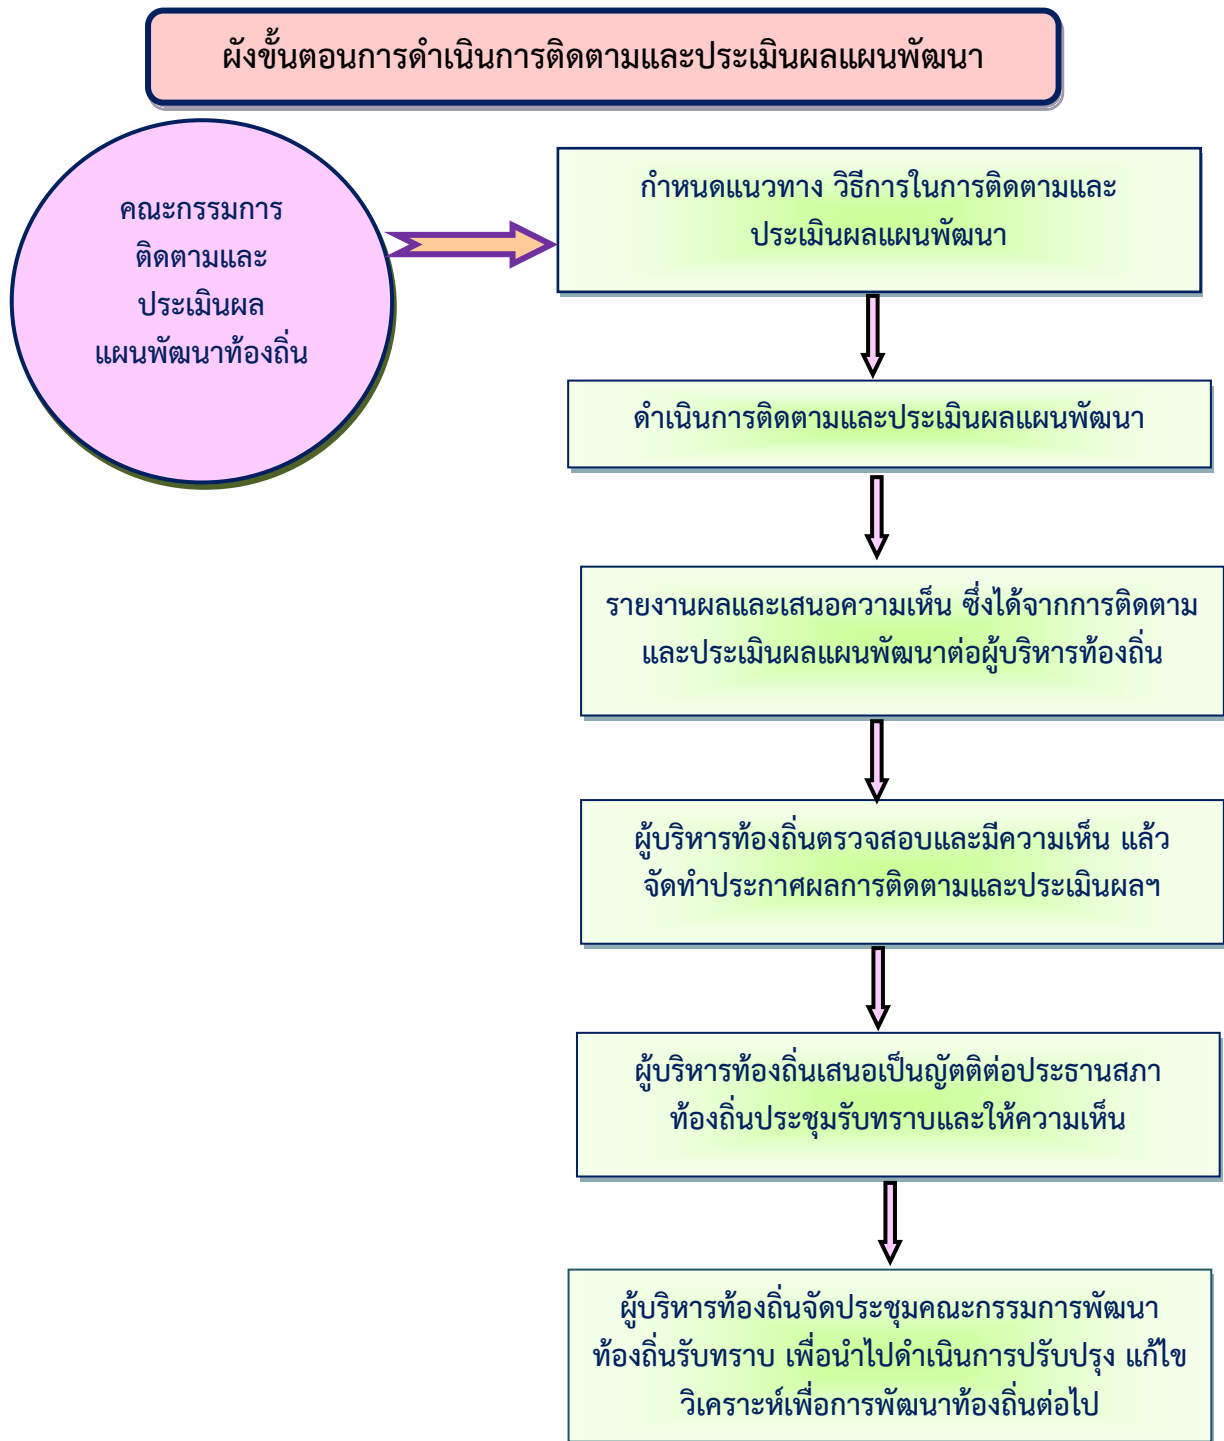 ผังขั้นตอนการดำเนินการติดตามและประเมินผลแผนพัฒนา
คณะกรรมการ
ติดตามและ
ประเมินผล
แผนพัฒนาท้องถิ่น
กำหนดแนวทาง วิธีการในการติดตามและ
ประเมินผลแผนพัฒนา
ดำเนินการติดตามและประเมินผลแผนพัฒนา
รายงานผลและเสนอความเห็น ซึ่งได้จากการติดตาม
และประเมินผลแผนพัฒนาต่อผู้บริหารท้องถิ่น
ผู้บริหารท้องถิ่นตรวจสอบและมีความเห็น แล้ว
จัดทำประกาศผลการติดตามและประเมินผลฯ
ผู้บริหารท้องถิ่นเสนอเป็นญัตติต่อประธานสภา
ท้องถิ่นประชุมรับทราบและให้ความเห็น
ผู้บริหารท้องถิ่นจัดประชุมคณะกรรมการพัฒนา
ท้องถิ่นรับทราบ เพื่อนำไปดำเนินการปรับปรุง แก้ไข
วิเคราะห์เพื่อการพัฒนาท้องถิ่นต่อไป